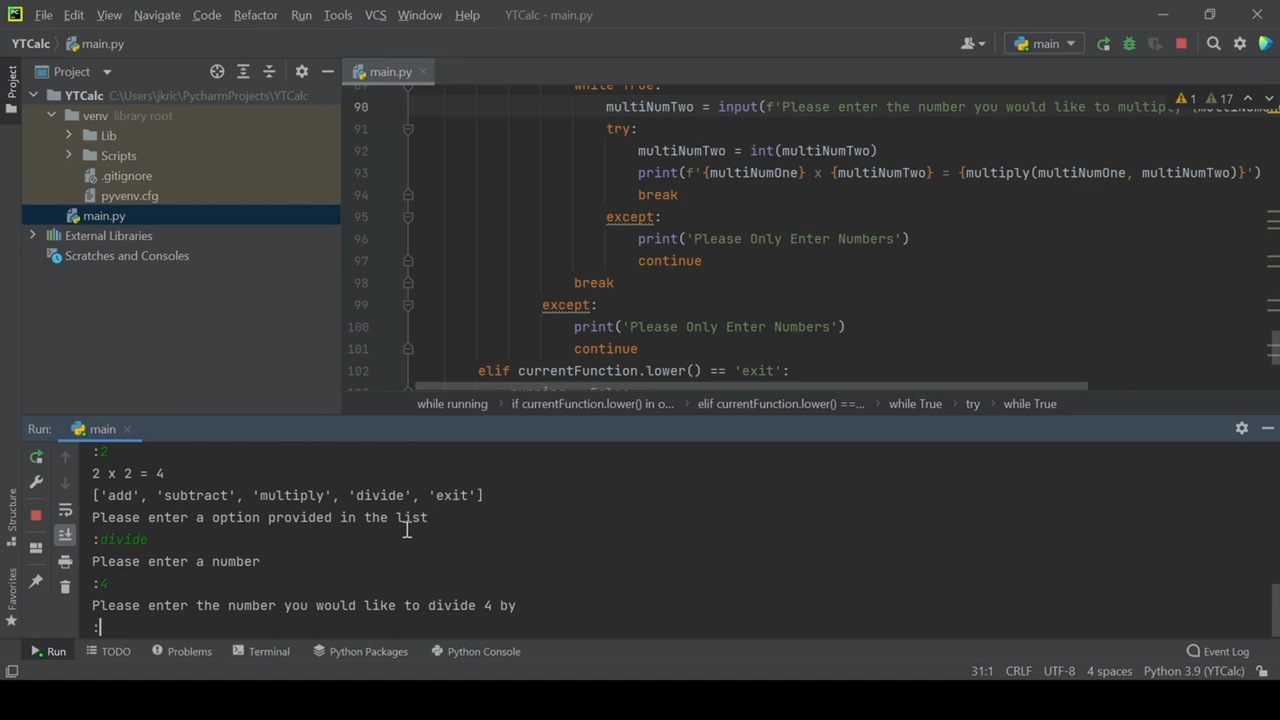 File Edit View Navigate Code Refactor Run Tools VCS Window Help YTCalc - main.py
YTCalc main.py main
Project
Project
main.py
YTCalc C:\Users\jkric\PycharmProjects\YTCalc
venv library root
Lib
Scripts
.gitignore
pyvenv.cfg
main.py
External Libraries
Scratches and Consoles
89 while True:
90 multiNumTwo = input(f'Please enter the number you would like to multiply {multiNumOn
1 17
91 try:
92 multiNumTwo = int(multiNumTwo)
93 print(f'{multiNumOne} x {multiNumTwo} = {multiply(multiNumOne, multiNumTwo)}')
94 break
95 except:
96 print('Please Only Enter Numbers')
97 continue
98 break
99 except:
100 print('Please Only Enter Numbers')
101 continue
102 elif currentFunction.lower() == 'exit':
while running if currentFunction.lower() in o... elif currentFunction.lower() ==... while True try while True
Run: main
:2
2 x 2 = 4
['add', 'subtract', 'multiply', 'divide', 'exit']
Please enter a option provided in the list
:divide
Please enter a number
:4
Please enter the number you would like to divide 4 by
:
Structure
Favorites
Run TODO Problems Terminal Python Packages Python Console Event Log
31:1 CRLF UTF-8 4 spaces Python 3.9 (YTCalc)